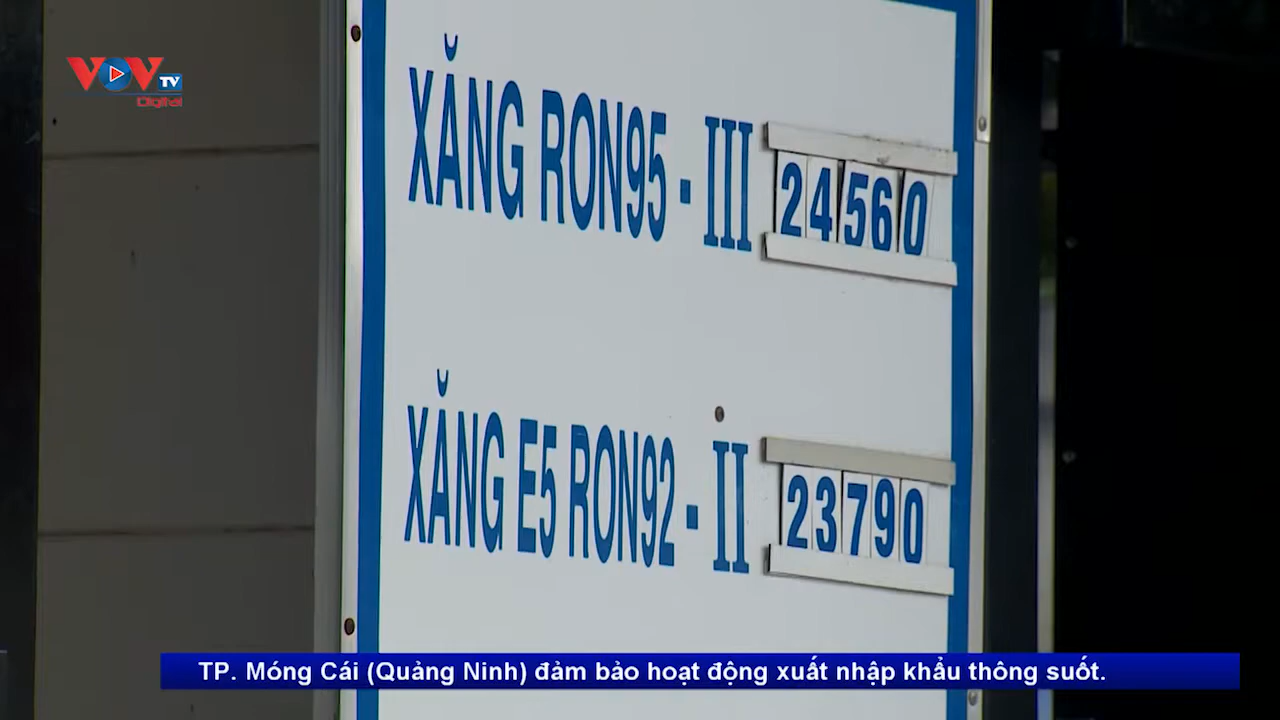 VOV TV
Digital
XĂNG RON95 - III 24560
XĂNG E5 RON92 - II 23790
TP. Móng Cái (Quảng Ninh) đảm bảo hoạt động xuất nhập khẩu thông suốt.